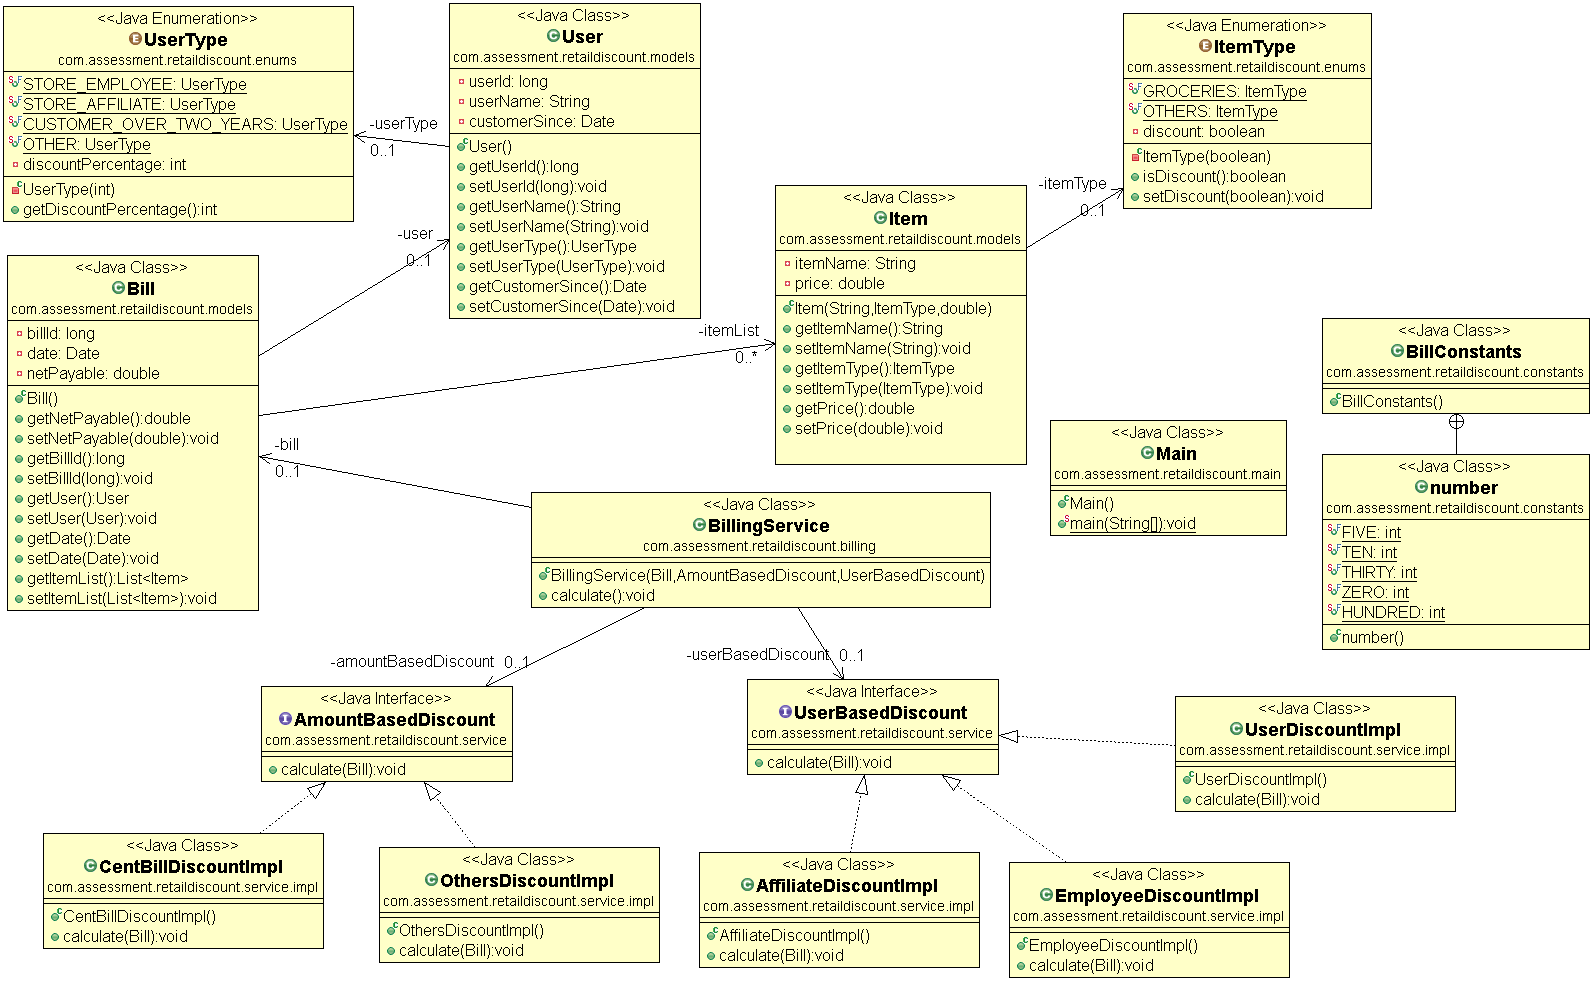 <<Java Enumeration>>
UserType
com.assessment.retaildiscount.enums
STORE_EMPLOYEE: UserType
STORE_AFFILIATE: UserType
CUSTOMER_OVER_TWO_YEARS: UserType
OTHER: UserType
discountPercentage: int
UserType(int)
getDiscountPercentage():int
<<Java Class>>
User
com.assessment.retaildiscount.models
userId: long
userName: String
customerSince: Date
User()
getUserId():long
setUserId(long):void
getUserName():String
setUserName(String):void
getUserType():UserType
setUserType(UserType):void
getCustomerSince():Date
setCustomerSince(Date):void
-userType
0..1
<<Java Enumeration>>
ItemType
com.assessment.retaildiscount.enums
GROCERIES: ItemType
OTHERS: ItemType
discount: boolean
ItemType(boolean)
isDiscount():boolean
setDiscount(boolean):void
-itemType
0..1
<<Java Class>>
Item
com.assessment.retaildiscount.models
itemName: String
price: double
Item(String,ItemType,double)
getItemName():String
setItemName(String):void
getItemType():ItemType
setItemType(ItemType):void
getPrice():double
setPrice(double):void
-user
0..1
<<Java Class>>
Bill
com.assessment.retaildiscount.models
billId: long
date: Date
netPayable: double
Bill()
getNetPayable():double
setNetPayable(double):void
getBillId():long
setBillId(long):void
getUser():User
setUser(User):void
getDate():Date
setDate(Date):void
getItemList():List<Item>
setItemList(List<Item>):void
-itemList
0..*
-bill
0..1
<<Java Class>>
BillConstants
com.assessment.retaildiscount.constants
BillConstants()
<<Java Class>>
Main
com.assessment.retaildiscount.main
Main()
main(String[]):void
<<Java Class>>
number
com.assessment.retaildiscount.constants
FIVE: int
TEN: int
THIRTY: int
ZERO: int
HUNDRED: int
number()
<<Java Class>>
BillingService
com.assessment.retaildiscount.billing
BillingService(Bill,AmountBasedDiscount,UserBasedDiscount)
calculate():void
-amountBasedDiscount
0..1
-userBasedDiscount
0..1
<<Java Interface>>
AmountBasedDiscount
com.assessment.retaildiscount.service
calculate(Bill):void
<<Java Interface>>
UserBasedDiscount
com.assessment.retaildiscount.service
calculate(Bill):void
<<Java Class>>
UserDiscountImpl
com.assessment.retaildiscount.service.impl
UserDiscountImpl()
calculate(Bill):void
<<Java Class>>
CentBillDiscountImpl
com.assessment.retaildiscount.service.impl
CentBillDiscountImpl()
calculate(Bill):void
<<Java Class>>
OthersDiscountImpl
com.assessment.retaildiscount.service.impl
OthersDiscountImpl()
calculate(Bill):void
<<Java Class>>
AffiliateDiscountImpl
com.assessment.retaildiscount.service.impl
AffiliateDiscountImpl()
calculate(Bill):void
<<Java Class>>
EmployeeDiscountImpl
com.assessment.retaildiscount.service.impl
EmployeeDiscountImpl()
calculate(Bill):void